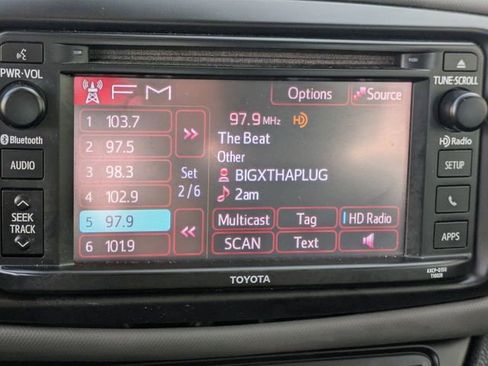 PWR•VOL
TUNE•SCROLL
FM
Options
Source
1 103.7
97.9 MHz HD
The Beat
2 97.5
Other
3 98.3
Set
2/6
BIGXTHAPLUG
4 102.9
2am
5 97.9
Multicast
Tag
HD Radio
6 101.9
SCAN
Text
Bluetooth
HD Radio
AUDIO
SETUP
SEEK
TRACK
APPS
TOYOTA